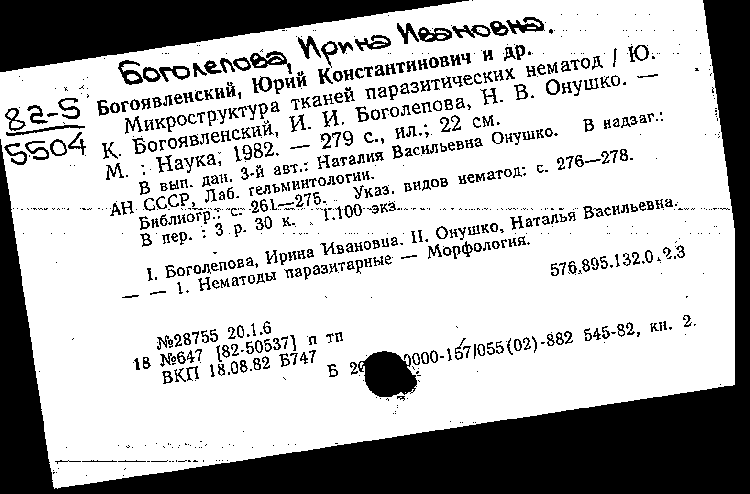 Боголепова, Ирина Ивановна.
82-5
5504
Богоявленский, Юрий Константинович и др.
Микроструктура тканей паразитических нематод / Ю.
К. Богоявленский, И. И. Боголепова, Н. В. Онушко. —
М. : Наука, 1982. — 279 с., ил.; 22 см.
В вып. дан. 3-й авт.: Наталия Васильевна Онушко. В надзаг.:
АН СССР, Лаб. гельминтологии.
Библиогр.: с. 261—275. Указ. видов нематод: с. 276—278.
В пер. : 3 р. 30 к. 1.100 экз.
I. Боголепова, Ирина Ивановна. II. Онушко, Наталья Васильевна.
— — 1. Нематоды паразитарные — Морфология.
576.895.132.0.2.3
№28755 20.1.6
18 №647 [82-50537] п тп
ВКП 18.08.82 Б747
Б 0000-157/055(02)-882 545-82, кн. 2.